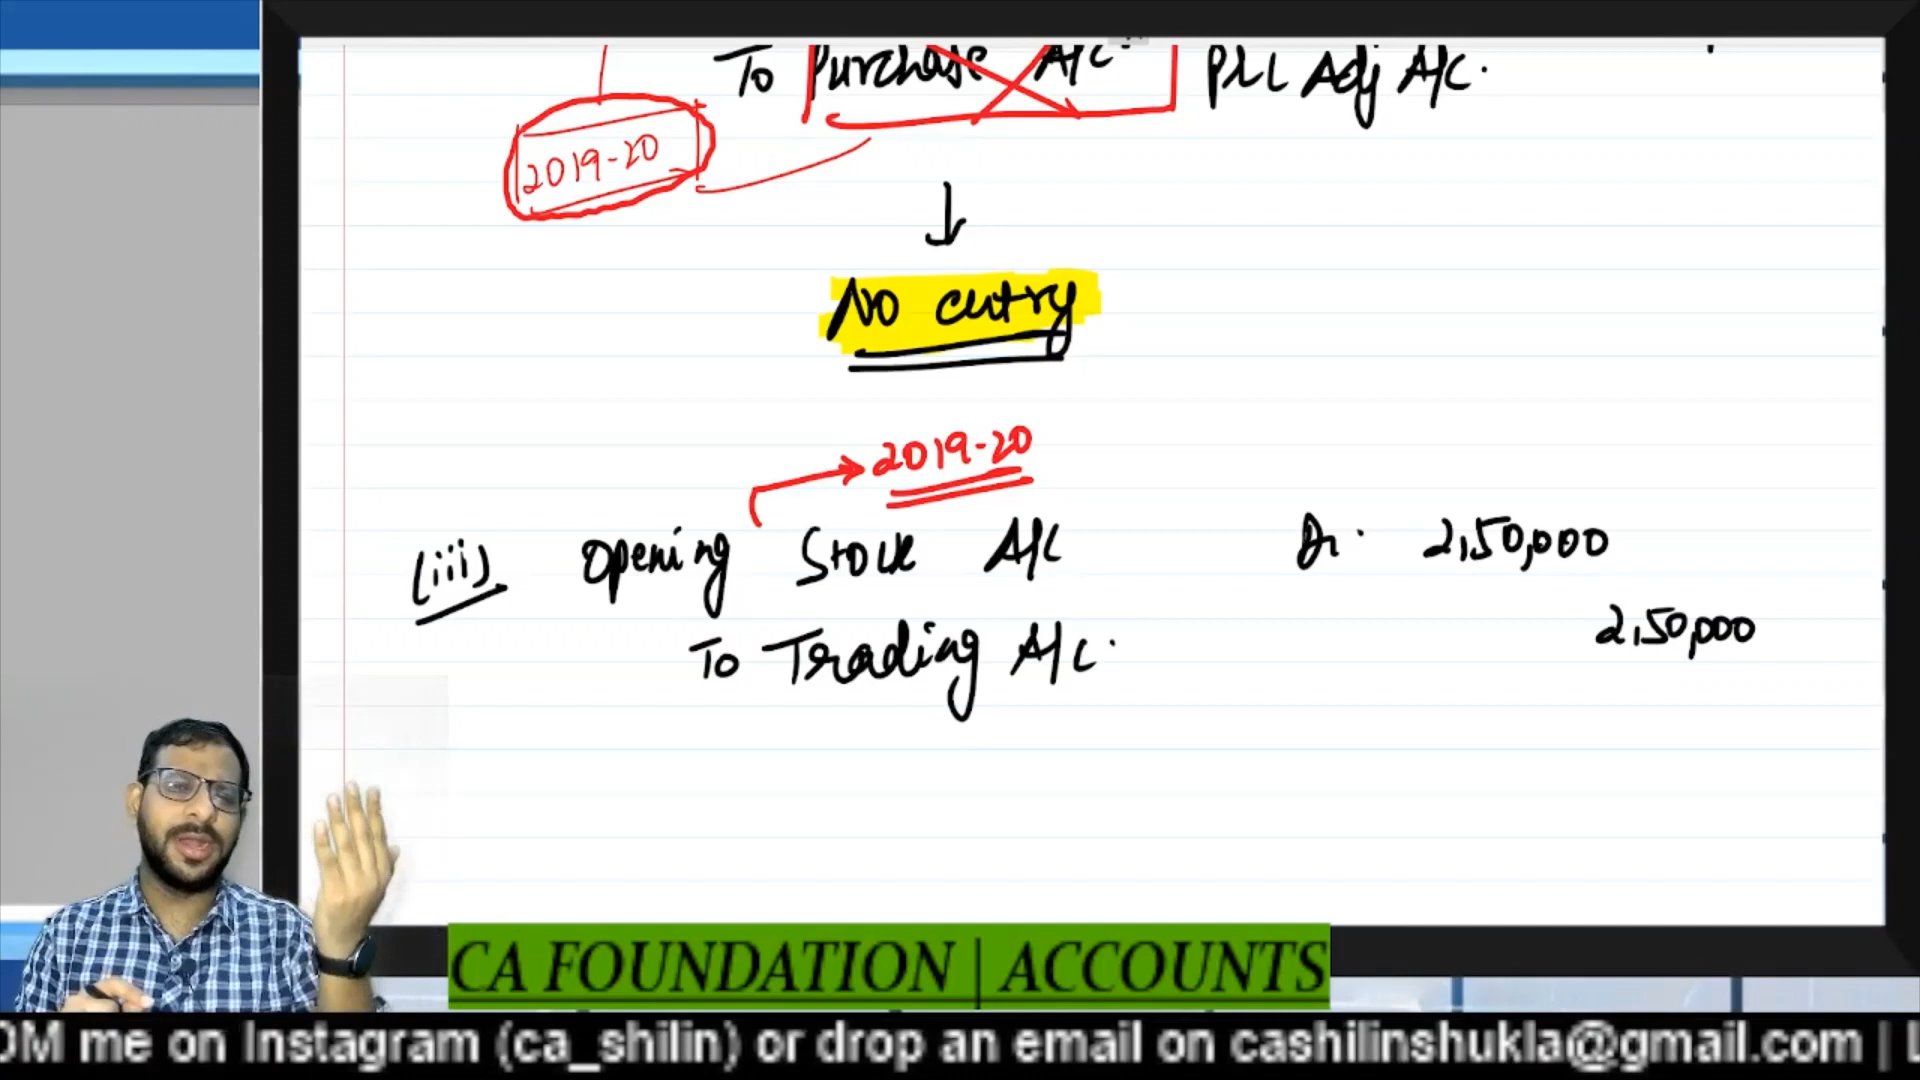 To Purchase A/c. P&L Adj A/c.
2019-20
No entry
2019-20
(iii) Opening Stock A/c Dr. 2,50,000
To Trading A/c. 2,50,000
CA FOUNDATION | ACCOUNTS
DM me on Instagram (ca_shilin) or drop an email on cashilinshukla@gmail.com | L